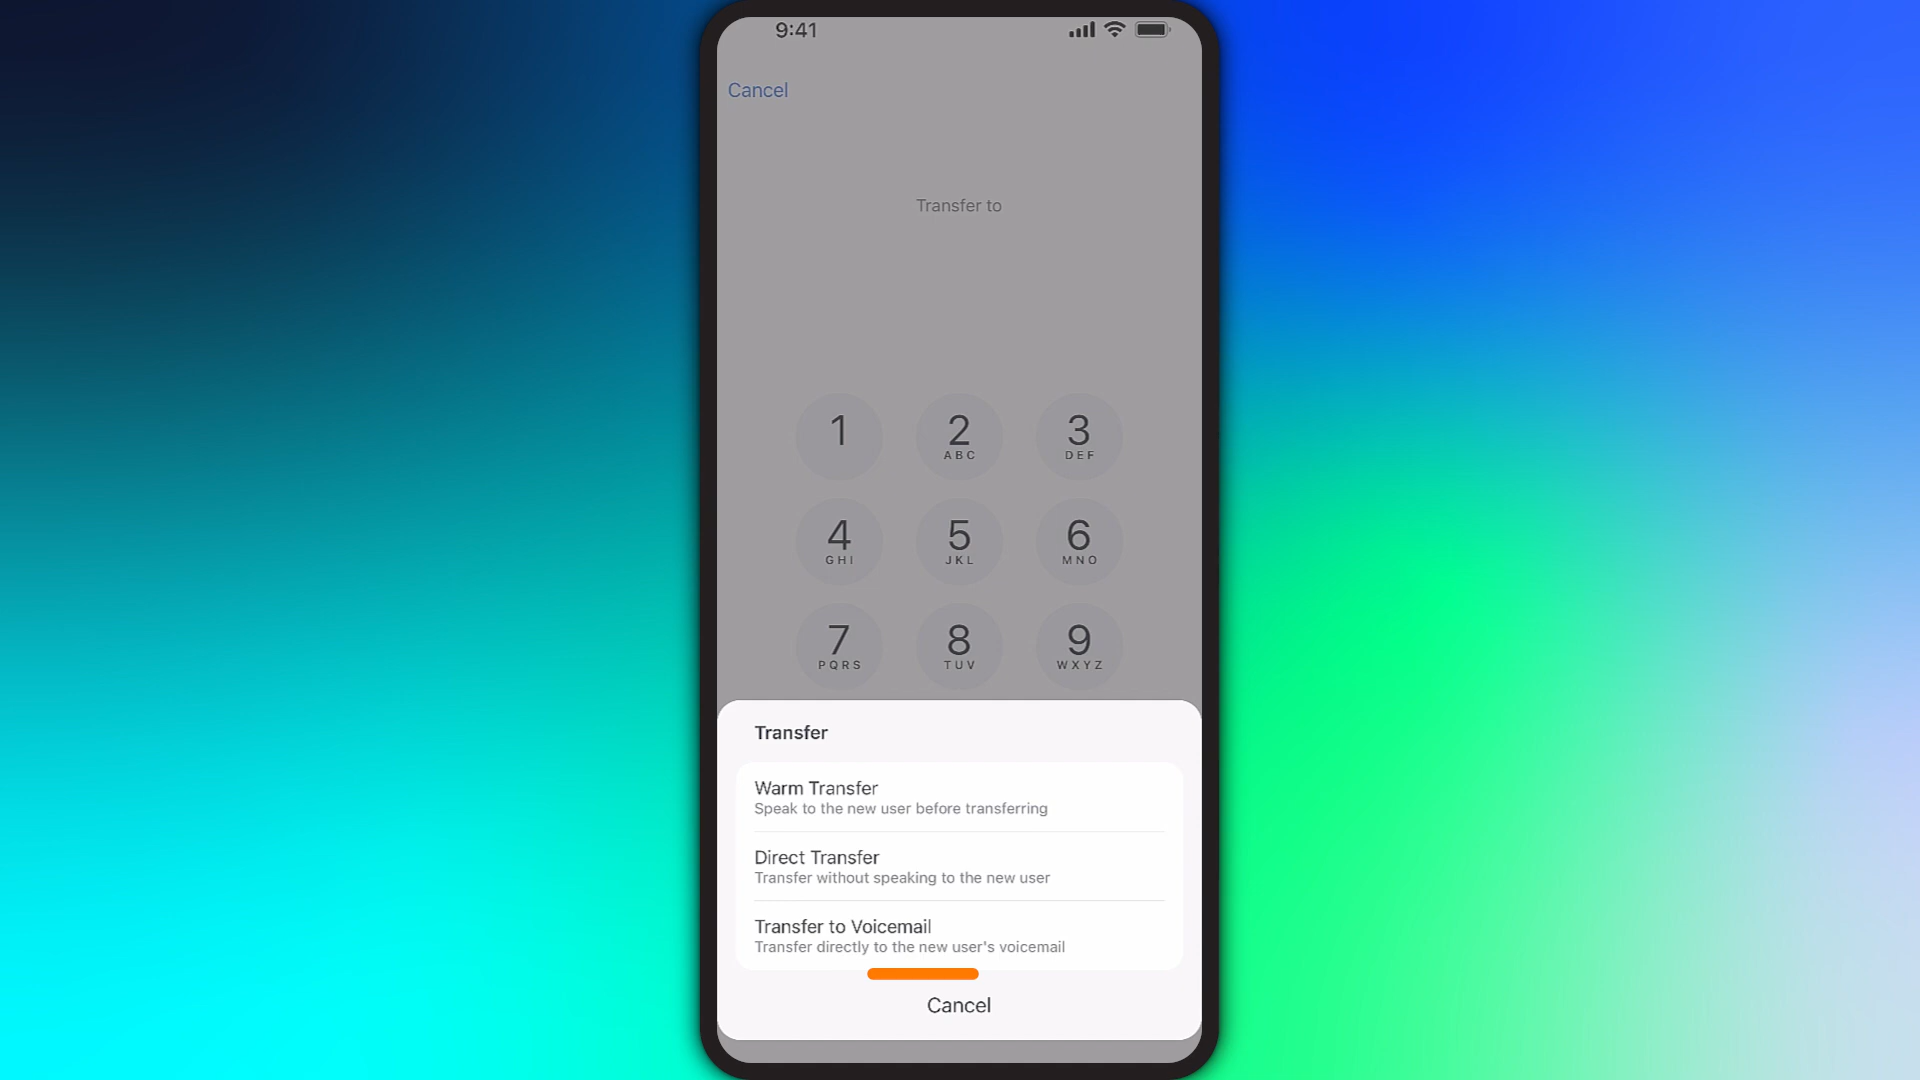 9:41
Cancel
Transfer to
1 2 3
ABC DEF
4 5 6
GHI JKL MNO
7 8 9
PQRS TUV WXYZ
Transfer
Warm Transfer
Speak to the new user before transferring
Direct Transfer
Transfer without speaking to the new user
Transfer to Voicemail
Transfer directly to the new user's voicemail
Cancel